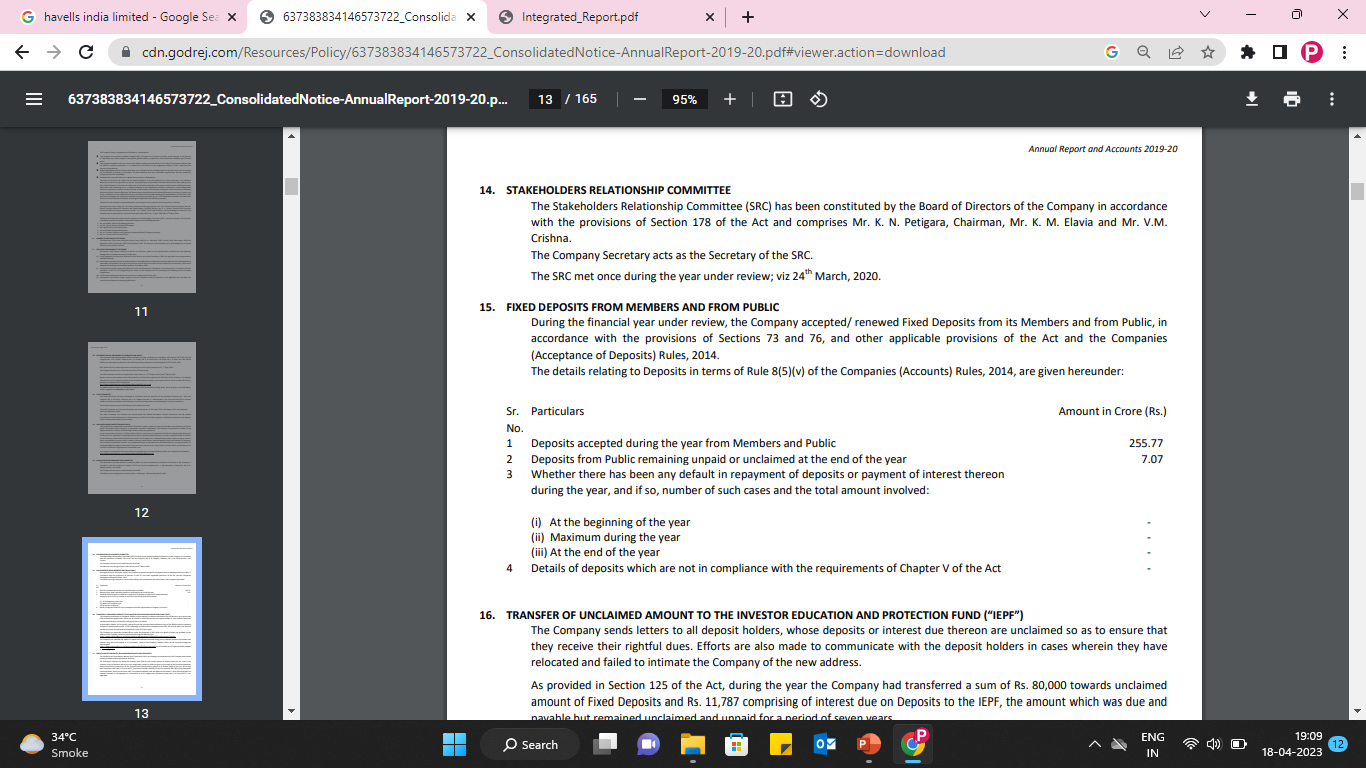 havells india limited - Google Sea
637383834146573722_Consolida
Integrated_Report.pdf
cdn.godrej.com/Resources/Policy/637383834146573722_ConsolidatedNotice-AnnualReport-2019-20.pdf#viewer.action=download
637383834146573722_ConsolidatedNotice-AnnualReport-2019-20.p...
13 / 165
95%
11
12
13
Annual Report and Accounts 2019-20
14. STAKEHOLDERS RELATIONSHIP COMMITTEE
The Stakeholders Relationship Committee (SRC) has been constituted by the Board of Directors of the Company in accordance
with the provisions of Section 178 of the Act and comprises Mr. K. N. Petigara, Chairman, Mr. K. M. Elavia and Mr. V.M.
Crishna.
The Company Secretary acts as the Secretary of the SRC.
The SRC met once during the year under review; viz 24th March, 2020.
15. FIXED DEPOSITS FROM MEMBERS AND FROM PUBLIC
During the financial year under review, the Company accepted/ renewed Fixed Deposits from its Members and from Public, in
accordance with the provisions of Sections 73 and 76, and other applicable provisions of the Act and the Companies
(Acceptance of Deposits) Rules, 2014.
The details relating to Deposits in terms of Rule 8(5)(v) of the Companies (Accounts) Rules, 2014, are given hereunder:
Sr. Particulars Amount in Crore (Rs.)
No.
1 Deposits accepted during the year from Members and Public 255.77
2 Deposits from Public remaining unpaid or unclaimed at the end of the year 7.07
3 Whether there has been any default in repayment of deposits or payment of interest thereon
during the year, and if so, number of such cases and the total amount involved:
(i) At the beginning of the year -
(ii) Maximum during the year -
(iii) At the end of the year -
4 Details of deposits which are not in compliance with the requirements of Chapter V of the Act -
16. TRANSFER OF UNCLAIMED AMOUNT TO THE INVESTOR EDUCATION AND PROTECTION FUND (“IEPF”)
The Company sends letters to all deposit holders, whose deposits or interest due thereon are unclaimed so as to ensure that
they receive their rightful dues. Efforts are also made to communicate with the deposit holders in cases wherein they have
relocated and failed to intimate the Company of the new address.
As provided in Section 125 of the Act, during the year the Company had transferred a sum of Rs. 80,000 towards unclaimed
amount of Fixed Deposits and Rs. 11,787 comprising of interest due on Deposits to the IEPF, the amount which was due and
payable but remained unclaimed and unpaid for a period of seven years.
34°C
Smoke
Search
ENG
IN
19:09
18-04-2023
12